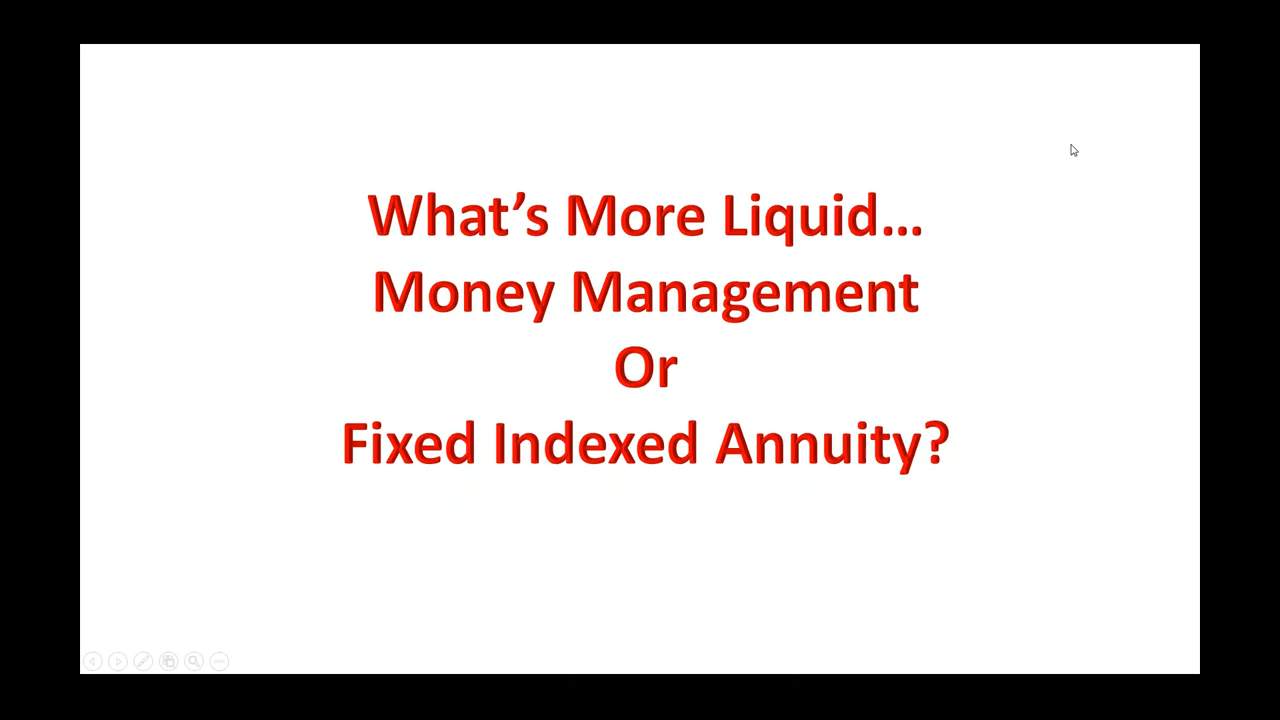 What’s More Liquid…
Money Management
Or
Fixed Indexed Annuity?